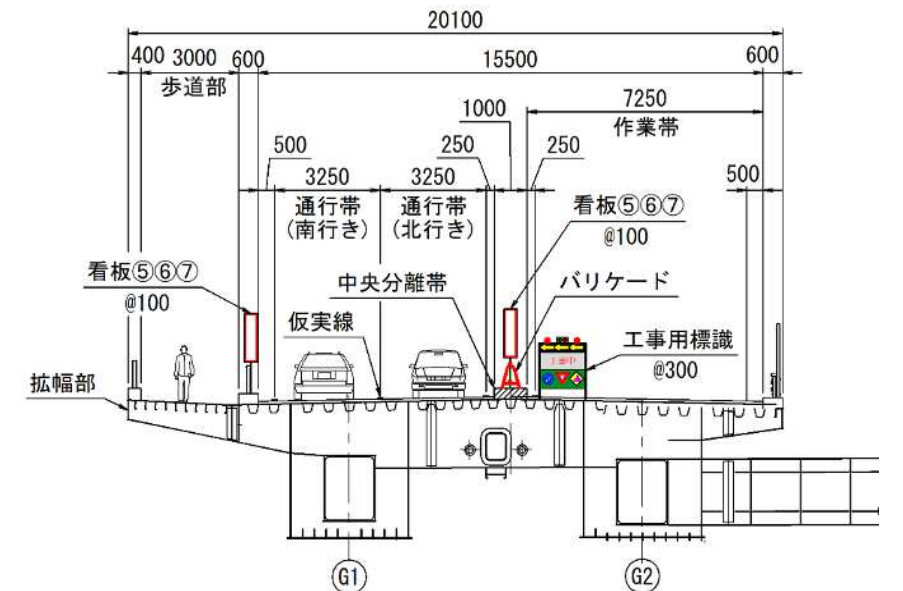 20100
400 3000 600 15500 600
歩道部
7250
1000
作業帯
500 250 250
3250 3250 500
通行帯 通行帯 看板⑤⑥⑦
(南行き) (北行き) @100
看板⑤⑥⑦ 中央分離帯 バリケード
@100
仮実線 工事用標識
工事中
@300
拡幅部
G1 G2